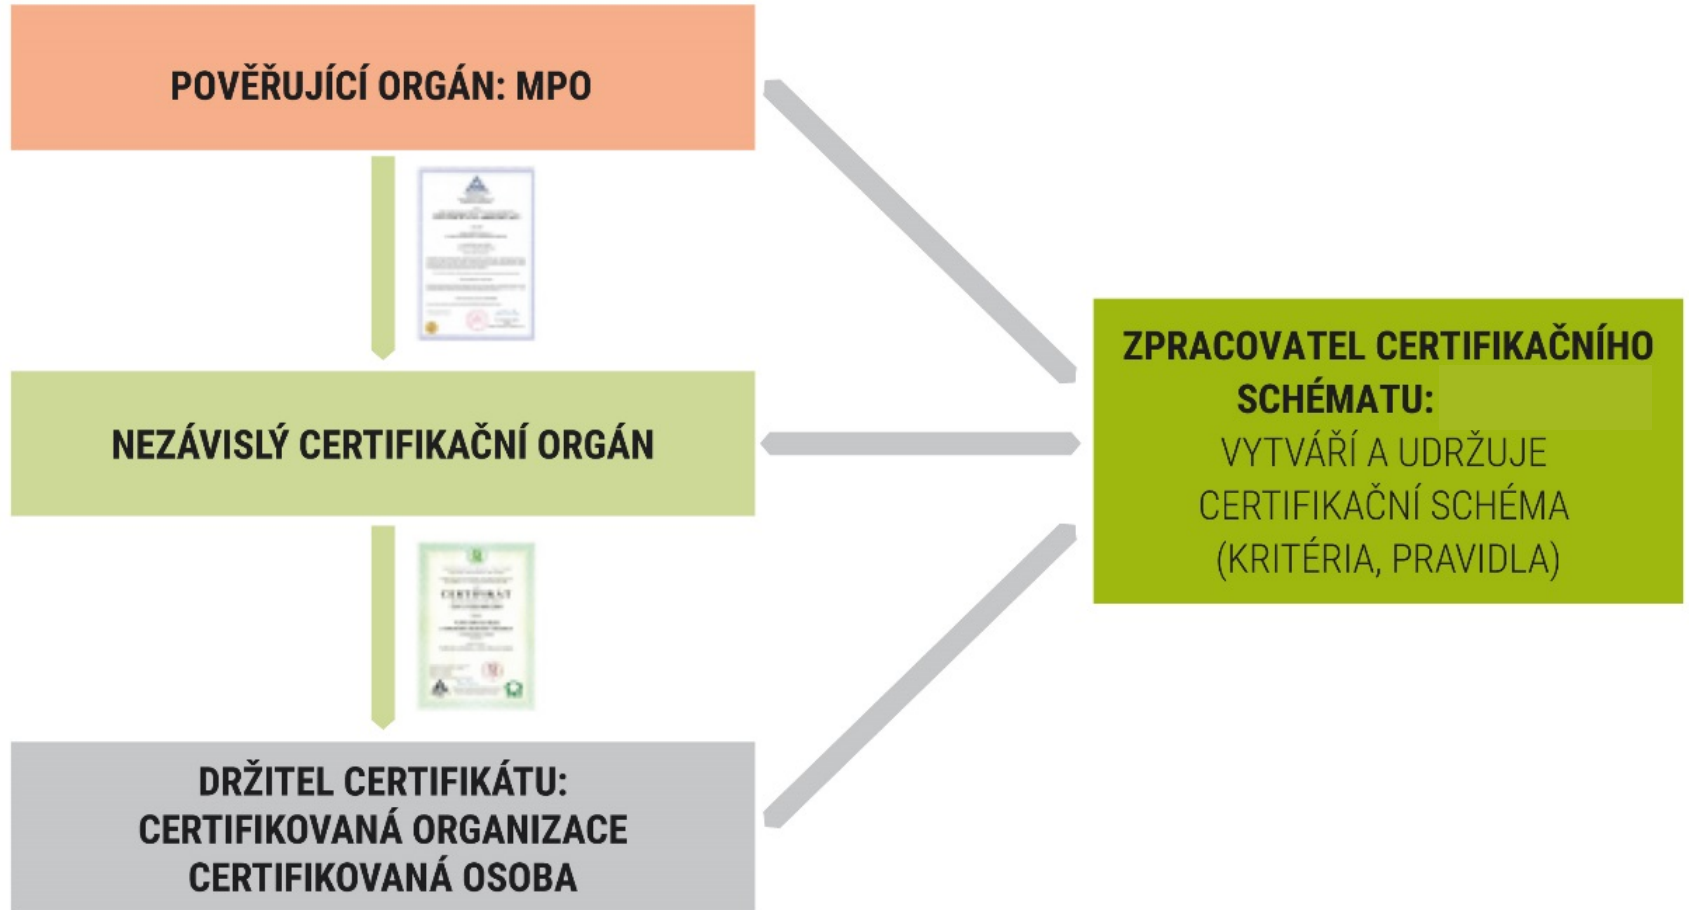 POVĚŘUJÍCÍ ORGÁN: MPO
NEZÁVISLÝ CERTIFIKAČNÍ ORGÁN
CERTIFIKÁT
DRŽITEL CERTIFIKÁTU:
CERTIFIKOVANÁ ORGANIZACE
CERTIFIKOVANÁ OSOBA
ZPRACOVATEL CERTIFIKAČNÍHO
SCHÉMATU:
VYTVÁŘÍ A UDRŽUJE
CERTIFIKAČNÍ SCHÉMA
(KRITÉRIA, PRAVIDLA)